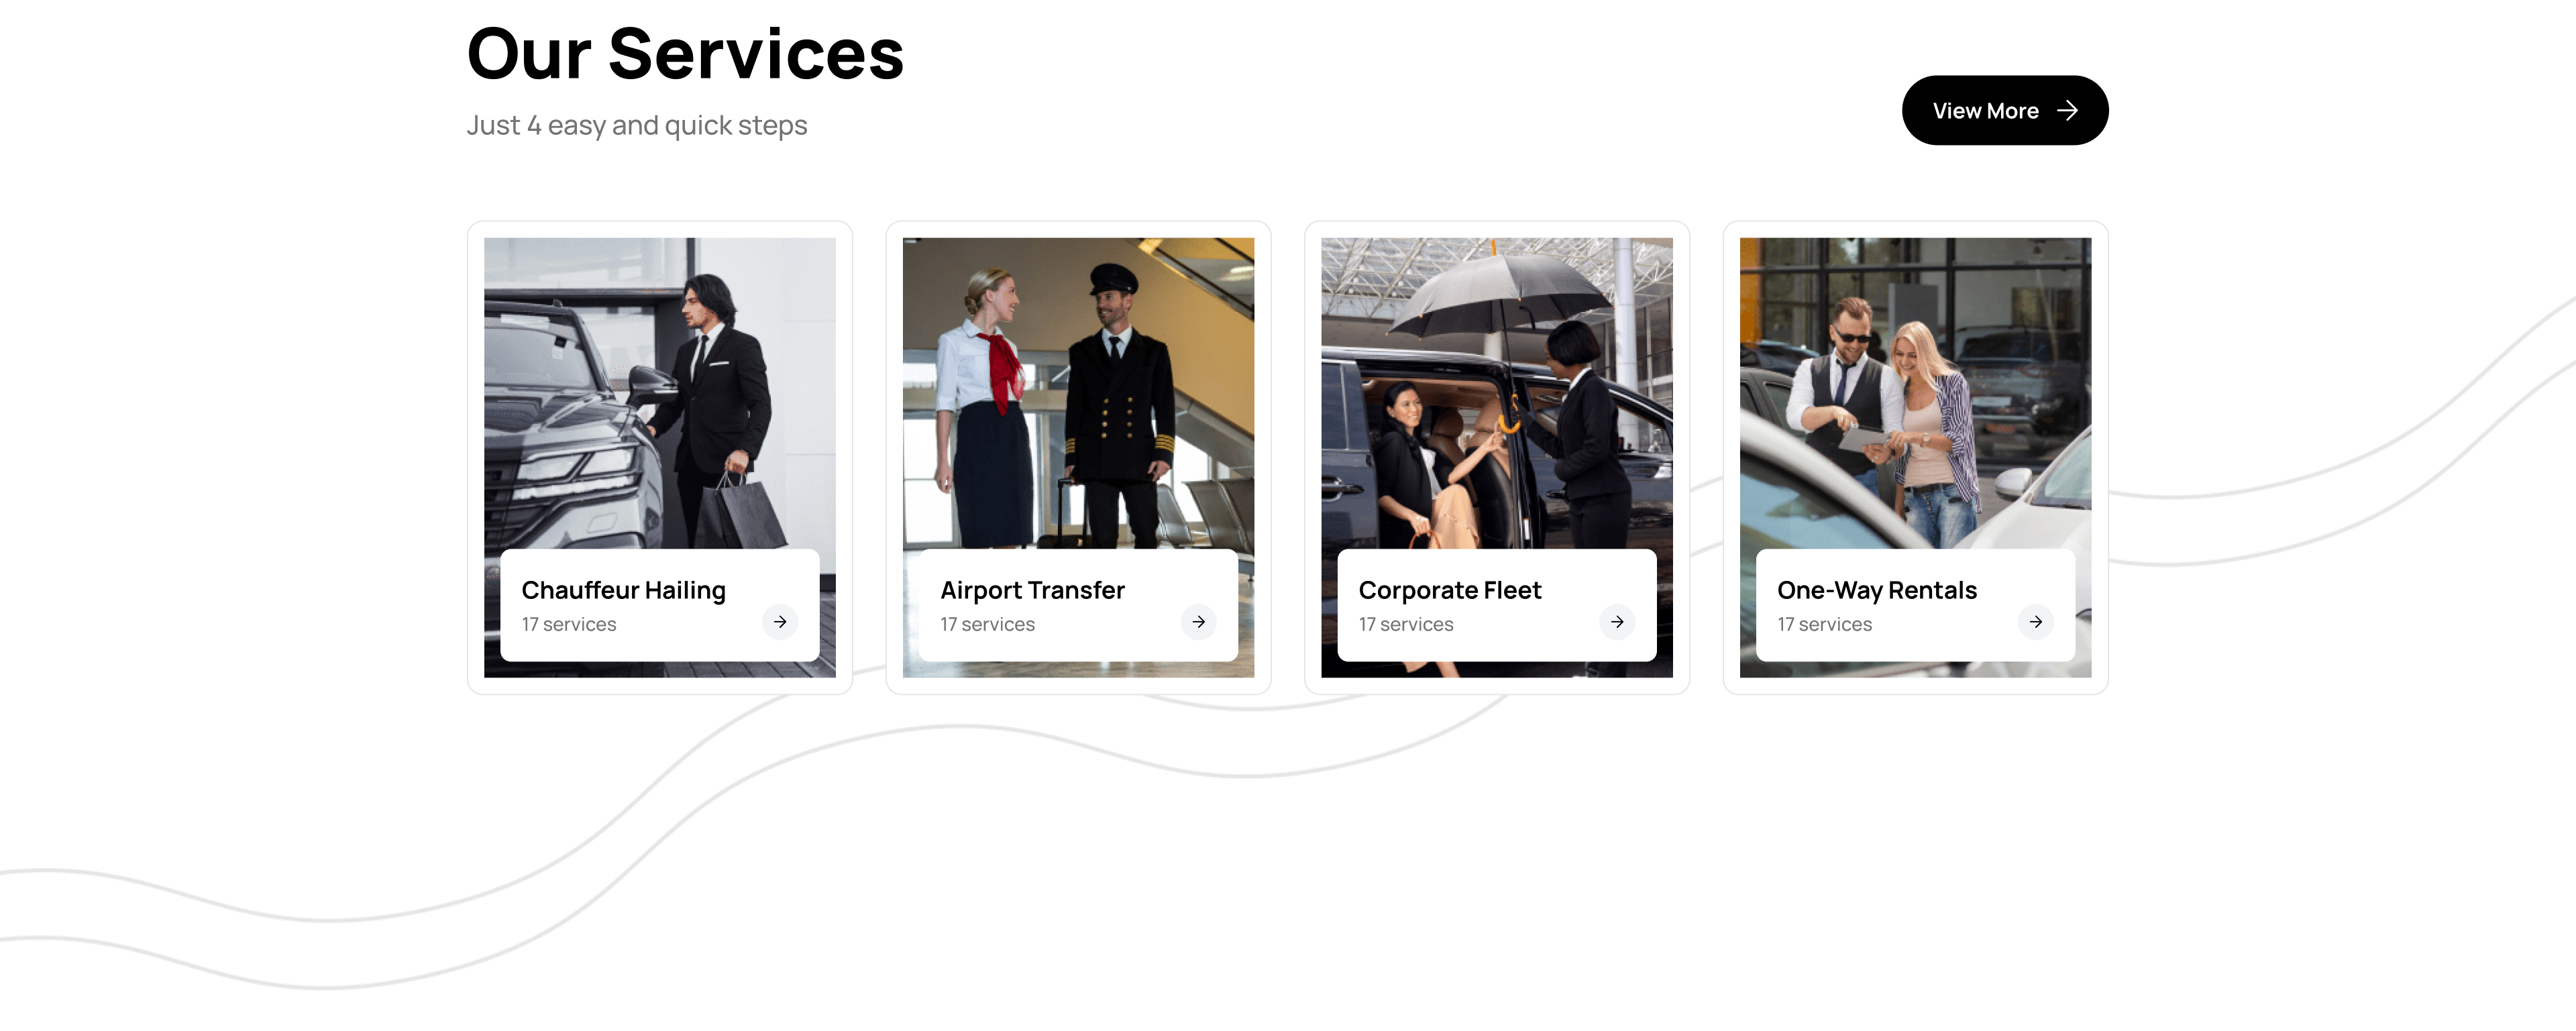 Our Services
Just 4 easy and quick steps
View More
Chauffeur Hailing
17 services
Airport Transfer
17 services
Corporate Fleet
17 services
One-Way Rentals
17 services